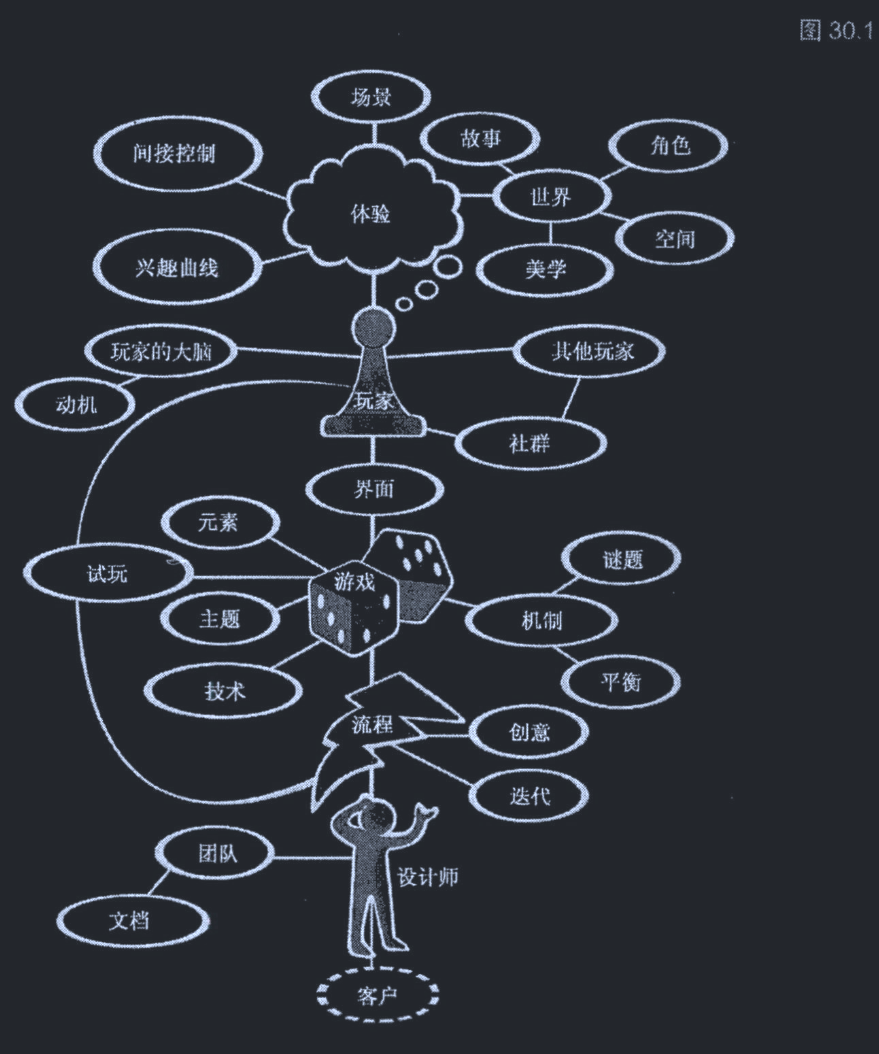 图 30.1
场景
故事
角色
间接控制
体验
世界
空间
兴趣曲线
美学
玩家的大脑
其他玩家
动机
玩家
社群
界面
元素
谜题
试玩
游戏
主题
机制
技术
平衡
流程
创意
迭代
团队
设计师
文档
客户